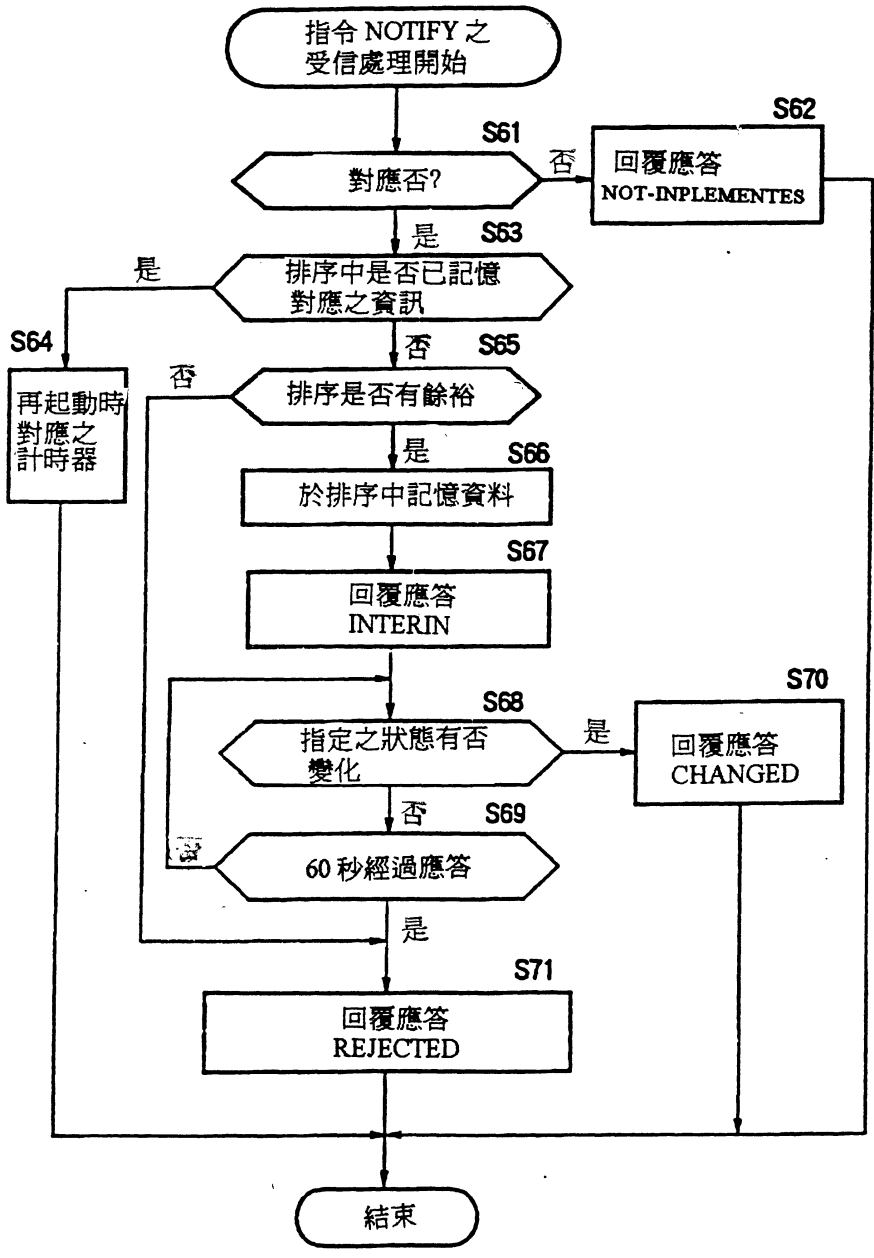 指令 NOTIFY 之
受信處理開始
S61
對應否?
否
S62
回覆應答
NOT-INPLEMENTES
是
S63
排序中是否已記憶
對應之資訊
是
S64
再起動時
對應之
計時器
否
S65
排序是否有餘裕
否
是
S66
於排序中記憶資料
S67
回覆應答
INTERIN
S68
指定之狀態有否
變化
是
S70
回覆應答
CHANGED
否
S69
60 秒經過應答
否
是
S71
回覆應答
REJECTED
結束